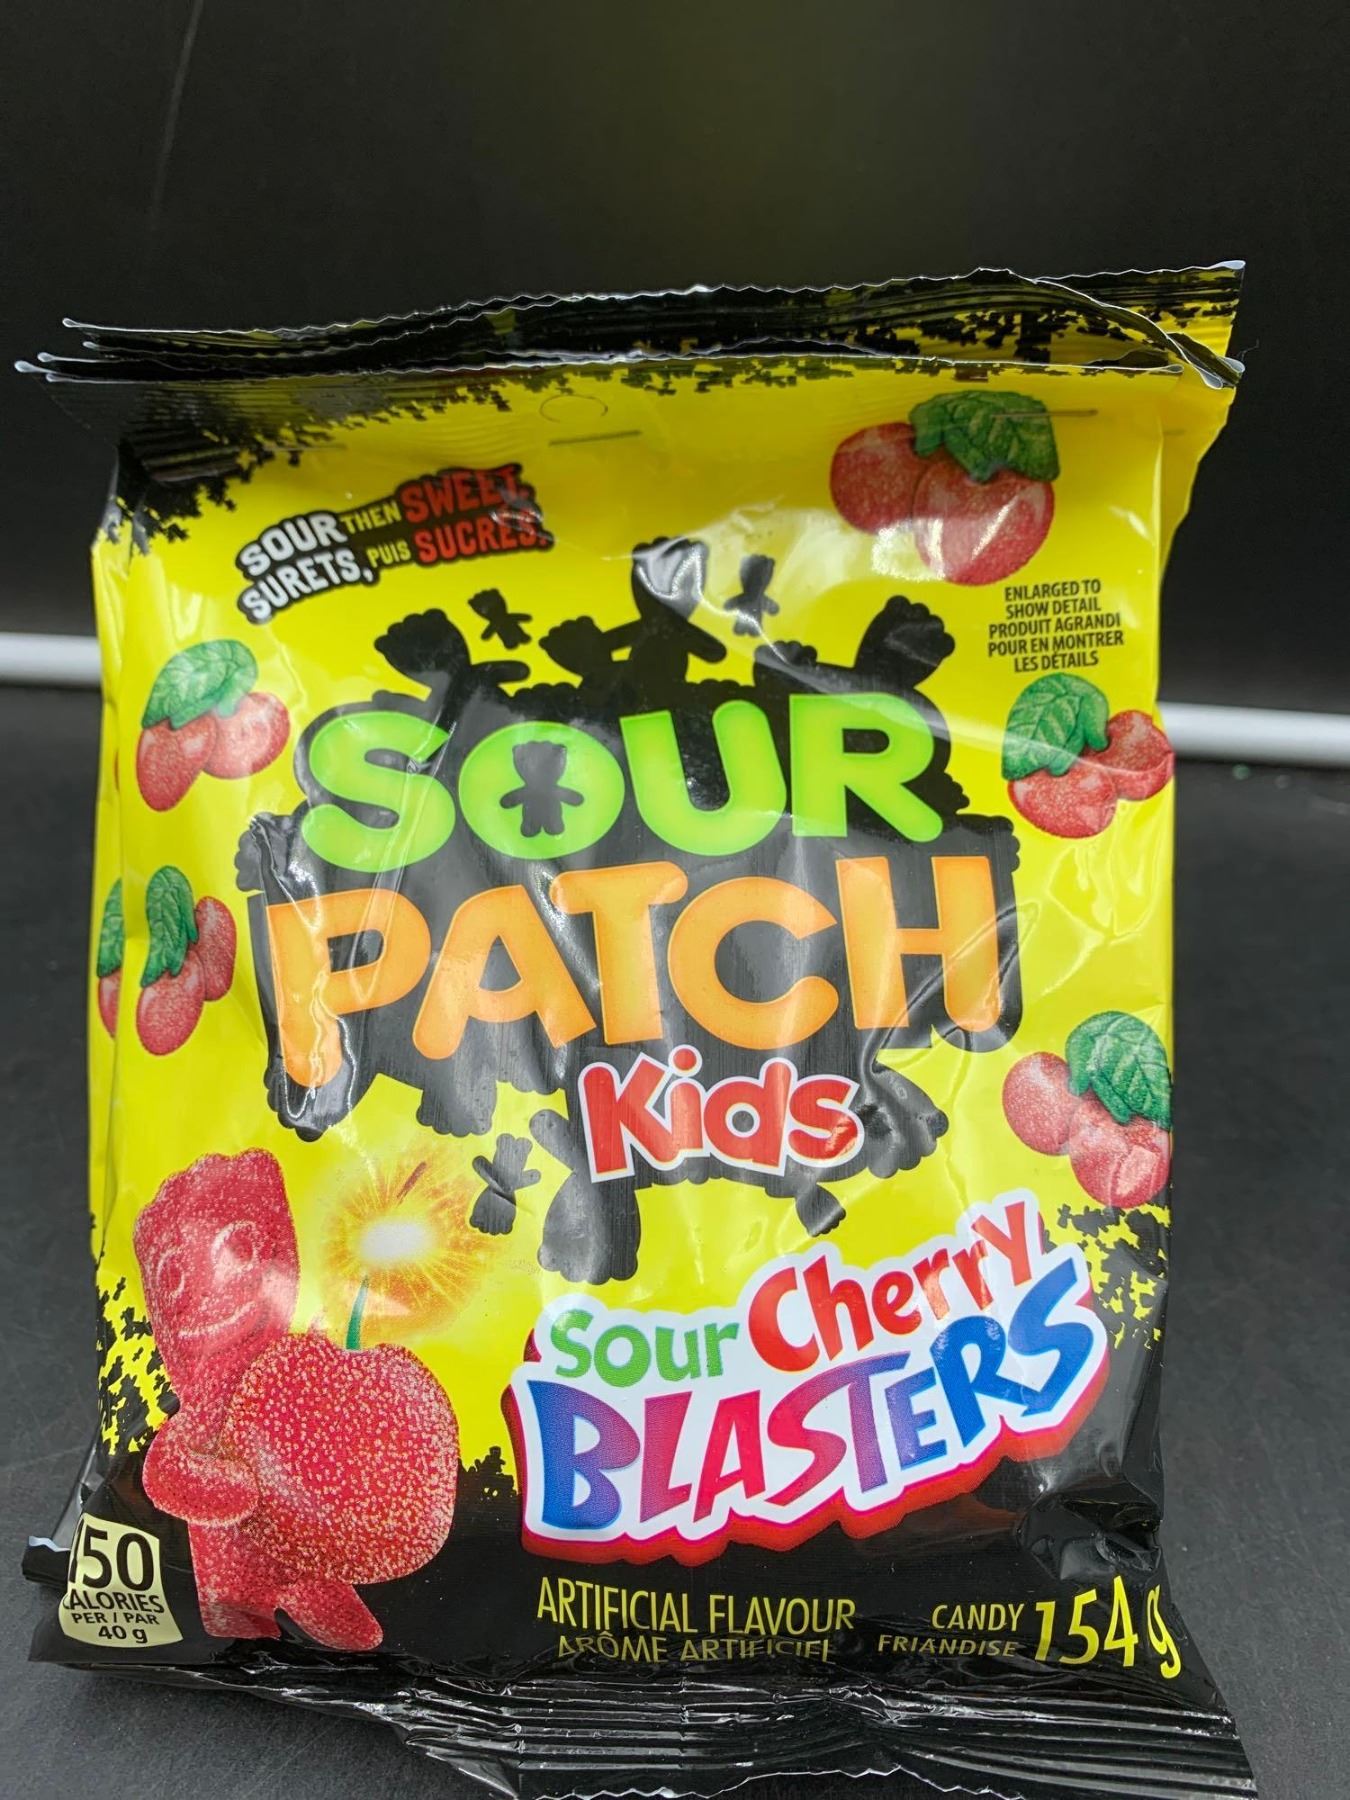 SOUR THEN SWEET.
SURETS, PUIS SUCRÉS.
ENLARGED TO
SHOW DETAIL
PRODUIT AGRANDI
POUR EN MONTRER
LES DÉTAILS
SOUR
PATCH
Kids
Sour Cherry
BLASTERS
150
CALORIES
PER / PAR
40 g
ARTIFICIAL FLAVOUR
ARÔME ARTIFICIEL
CANDY
FRIANDISE
154 g